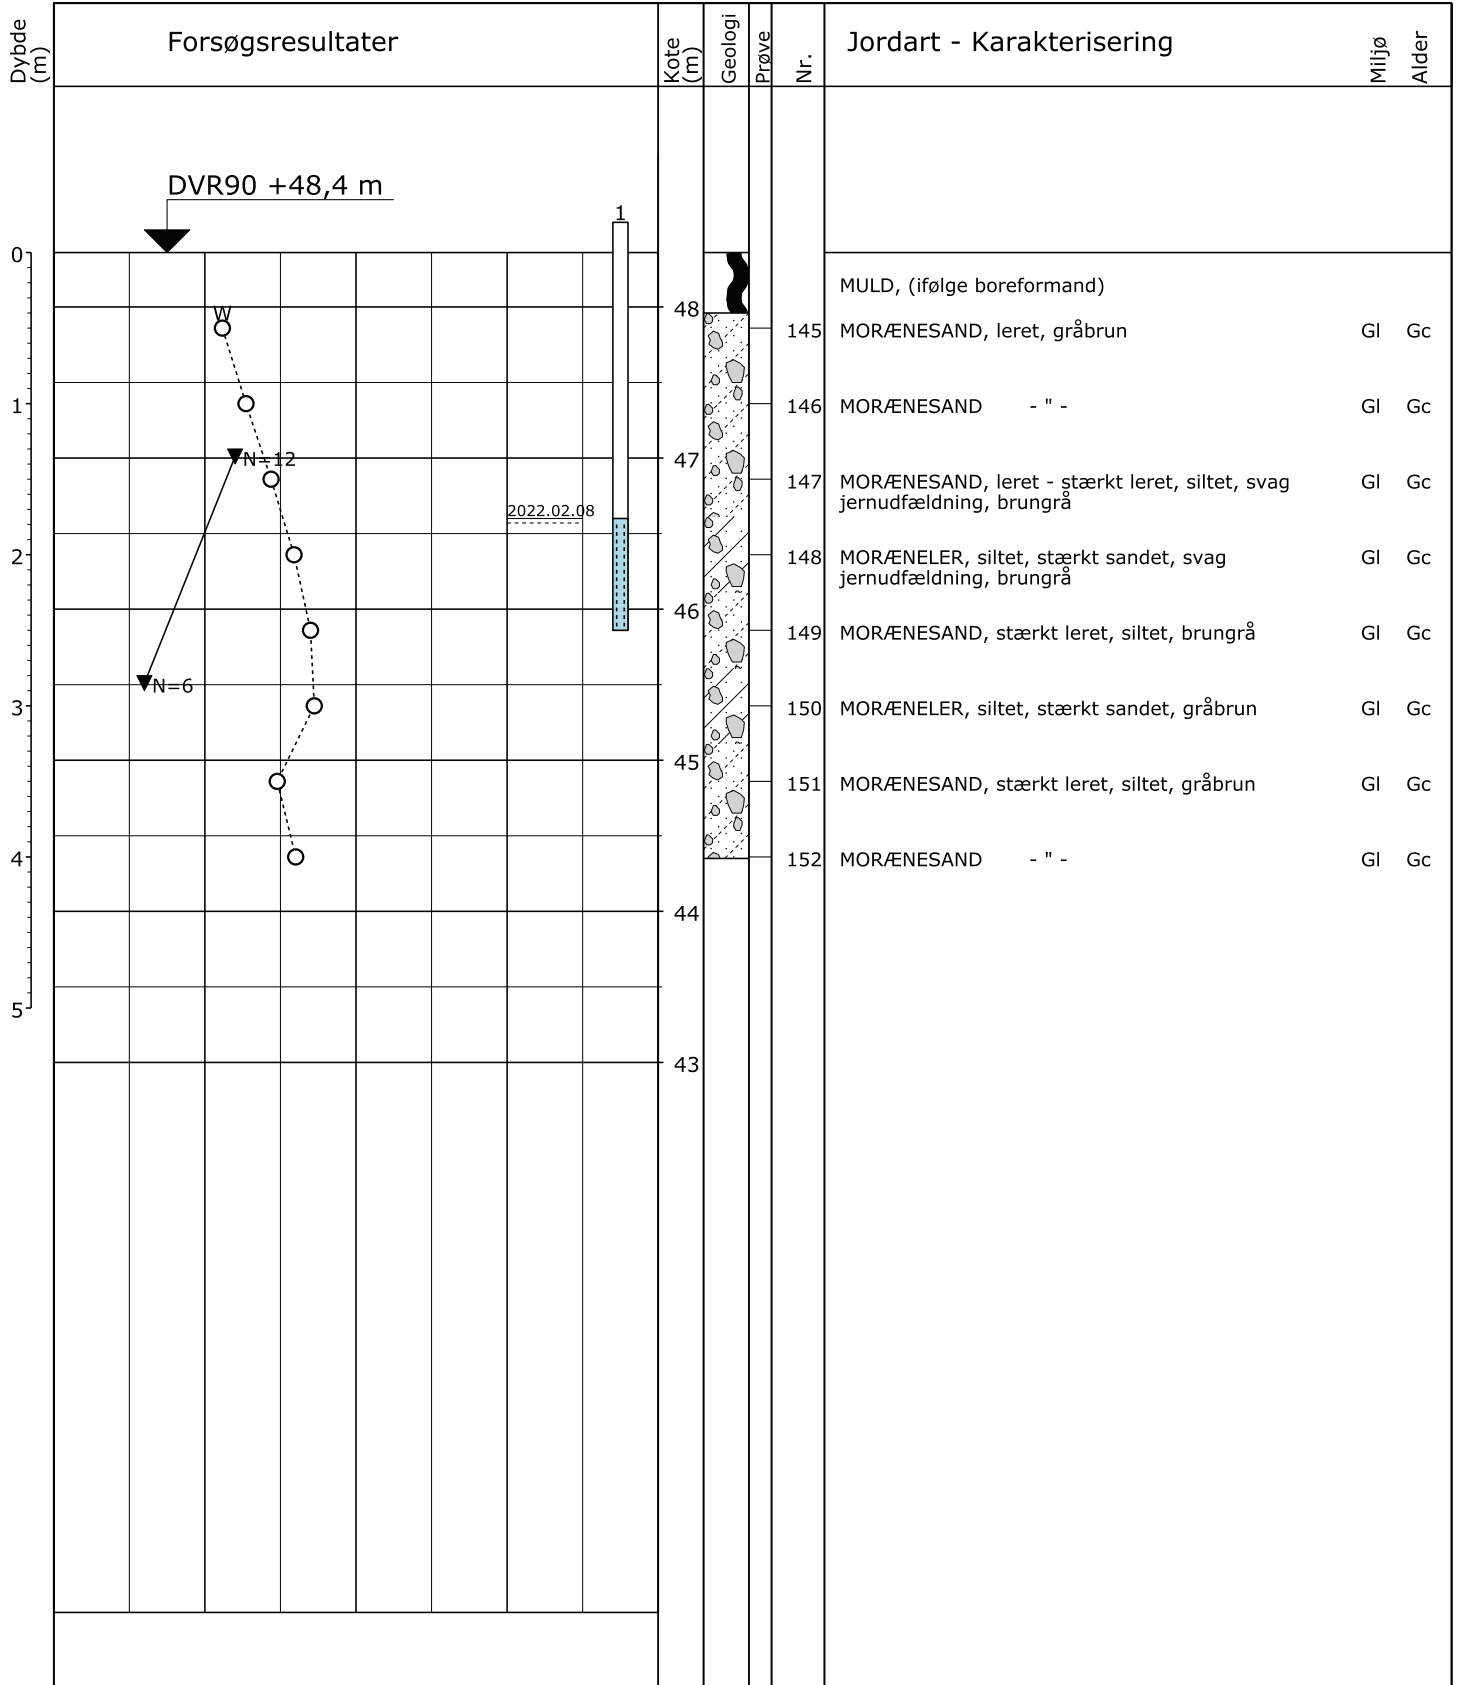 Dybde
(m)
Forsøgsresultater
Kote
(m)
Geologi
Prøve
Nr.
Jordart - Karakterisering
Miljø
Alder
DVR90 +48,4 m
1
0
MULD, (ifølge boreformand)
W
48
145 MORÆNESAND, leret, gråbrun Gl Gc
1
146 MORÆNESAND - " - Gl Gc
N=12
47
147 MORÆNESAND, leret - stærkt leret, siltet, svag Gl Gc
jernudfældning, brungrå
2022.02.08
2
148 MORÆNELER, siltet, stærkt sandet, svag Gl Gc
jernudfældning, brungrå
46
149 MORÆNESAND, stærkt leret, siltet, brungrå Gl Gc
N=6
3
150 MORÆNELER, siltet, stærkt sandet, gråbrun Gl Gc
45
151 MORÆNESAND, stærkt leret, siltet, gråbrun Gl Gc
4
152 MORÆNESAND - " - Gl Gc
44
5
43